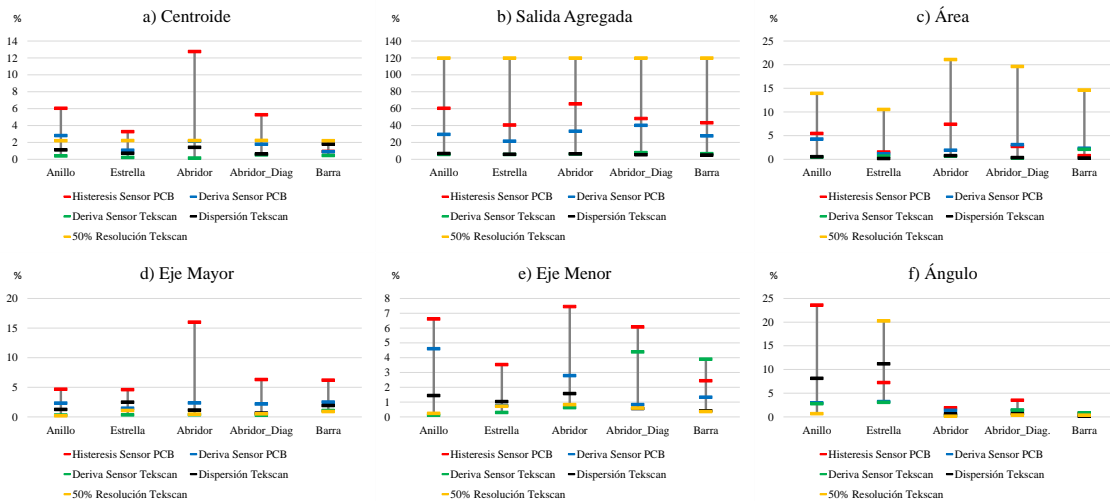 a) Centroide
%
14
12
10
8
6
4
2
0
Anillo Estrella Abridor Abridor_Diag Barra
Histeresis Sensor PCB Deriva Sensor PCB
Deriva Sensor Tekscan Dispersión Tekscan
50% Resolución Tekscan
b) Salida Agregada
%
140
120
100
80
60
40
20
0
Anillo Estrella Abridor Abridor_Diag Barra
Histeresis Sensor PCB Deriva Sensor PCB
Deriva Sensor Tekscan Dispersión Tekscan
50% Resolución Tekscan
c) Área
%
25
20
15
10
5
0
Anillo Estrella Abridor Abridor_Diag Barra
Histeresis Sensor PCB Deriva Sensor PCB
Deriva Sensor Tekscan Dispersión Tekscan
50% Resolución Tekscan
d) Eje Mayor
%
20
15
10
5
0
Anillo Estrella Abridor Abridor_Diag Barra
Histeresis Sensor PCB Deriva Sensor PCB
Deriva Sensor Tekscan Dispersión Tekscan
50% Resolución Tekscan
e) Eje Menor
%
8
7
6
5
4
3
2
1
0
Anillo Estrella Abridor Abridor_Diag Barra
Histeresis Sensor PCB Deriva Sensor PCB
Deriva Sensor Tekscan Dispersión Tekscan
50% Resolución Tekscan
f) Ángulo
%
25
20
15
10
5
0
Anillo Estrella Abridor Abridor_Diag. Barra
Histeresis Sensor PCB Deriva Sensor PCB
Deriva Sensor Tekscan Dispersión Tekscan
50% Resolución Tekscan